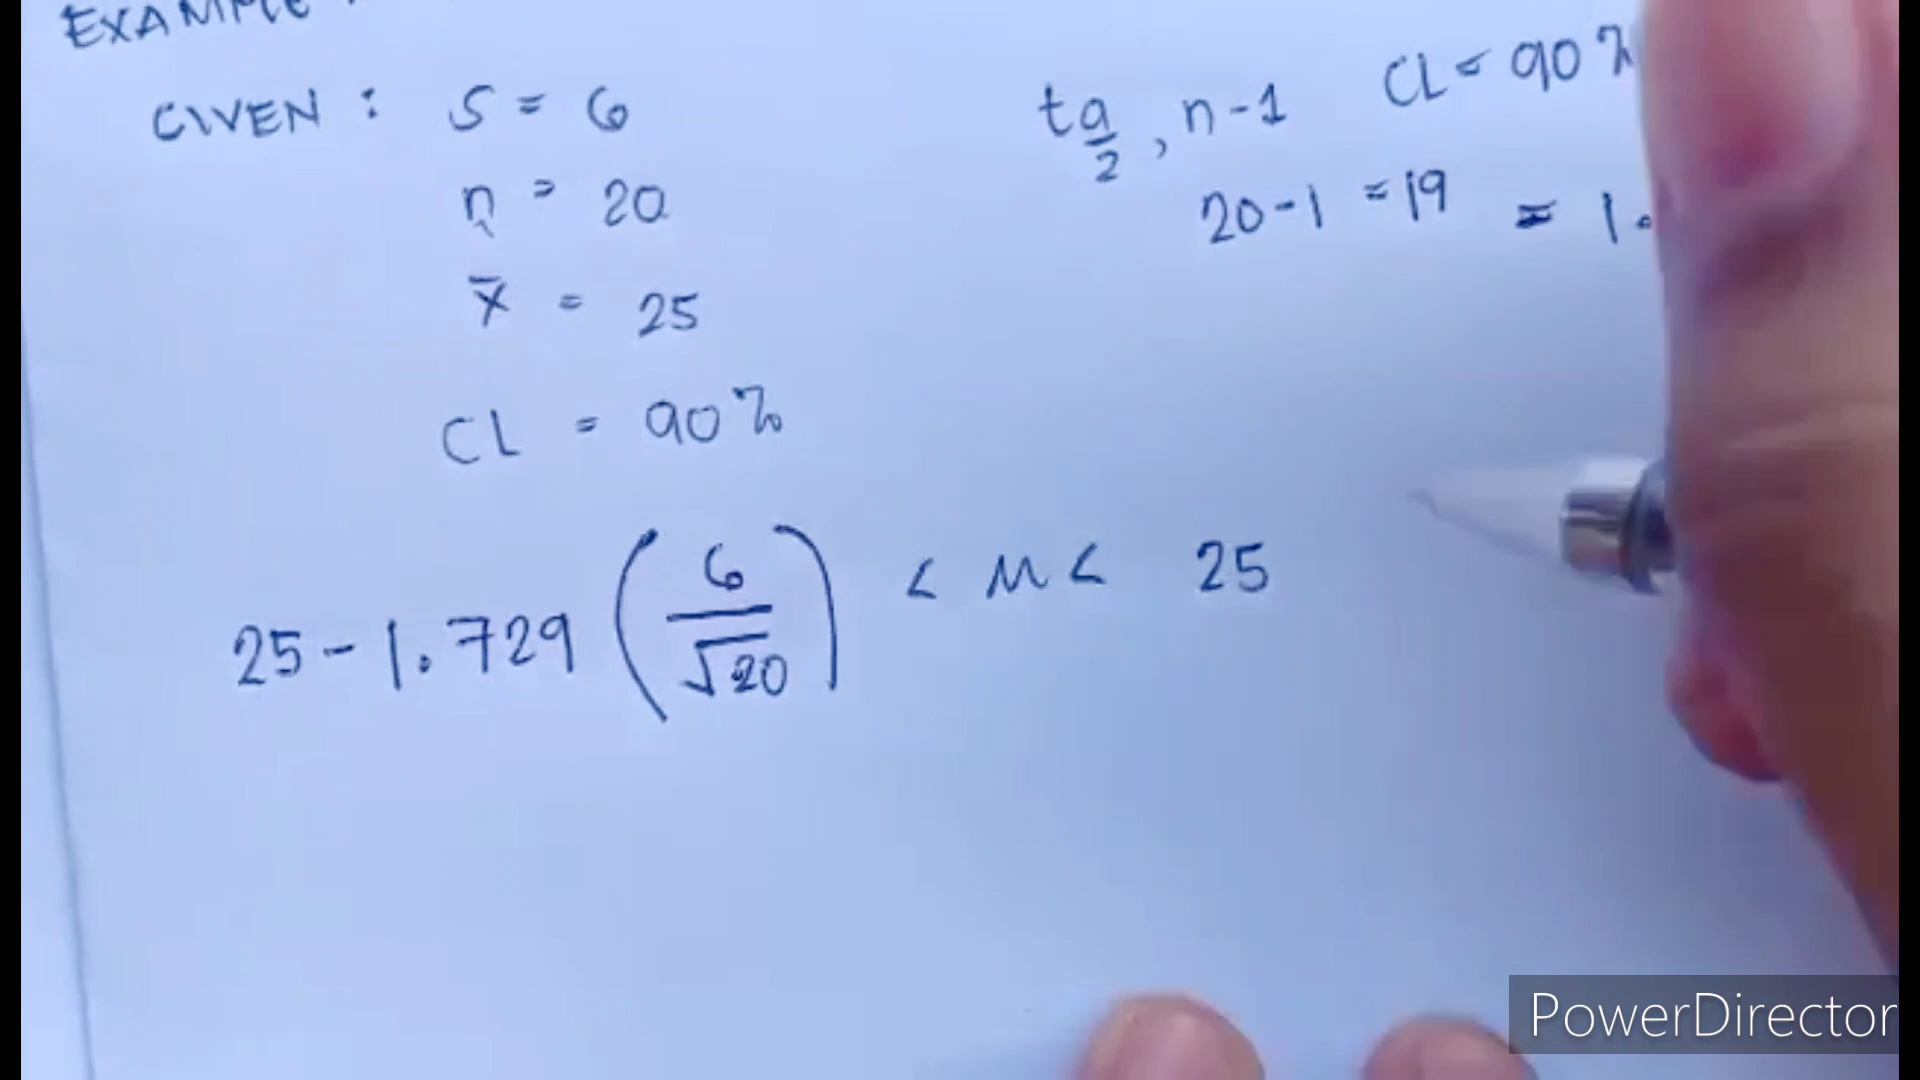 EXAMPLE
GIVEN : S = 6
n = 20
x̄ = 25
CL = 90%
tα/2 , n-1 CL = 90%
20-1 = 19 = 1.
25 - 1.729 (6/√20) < M < 25
PowerDirector